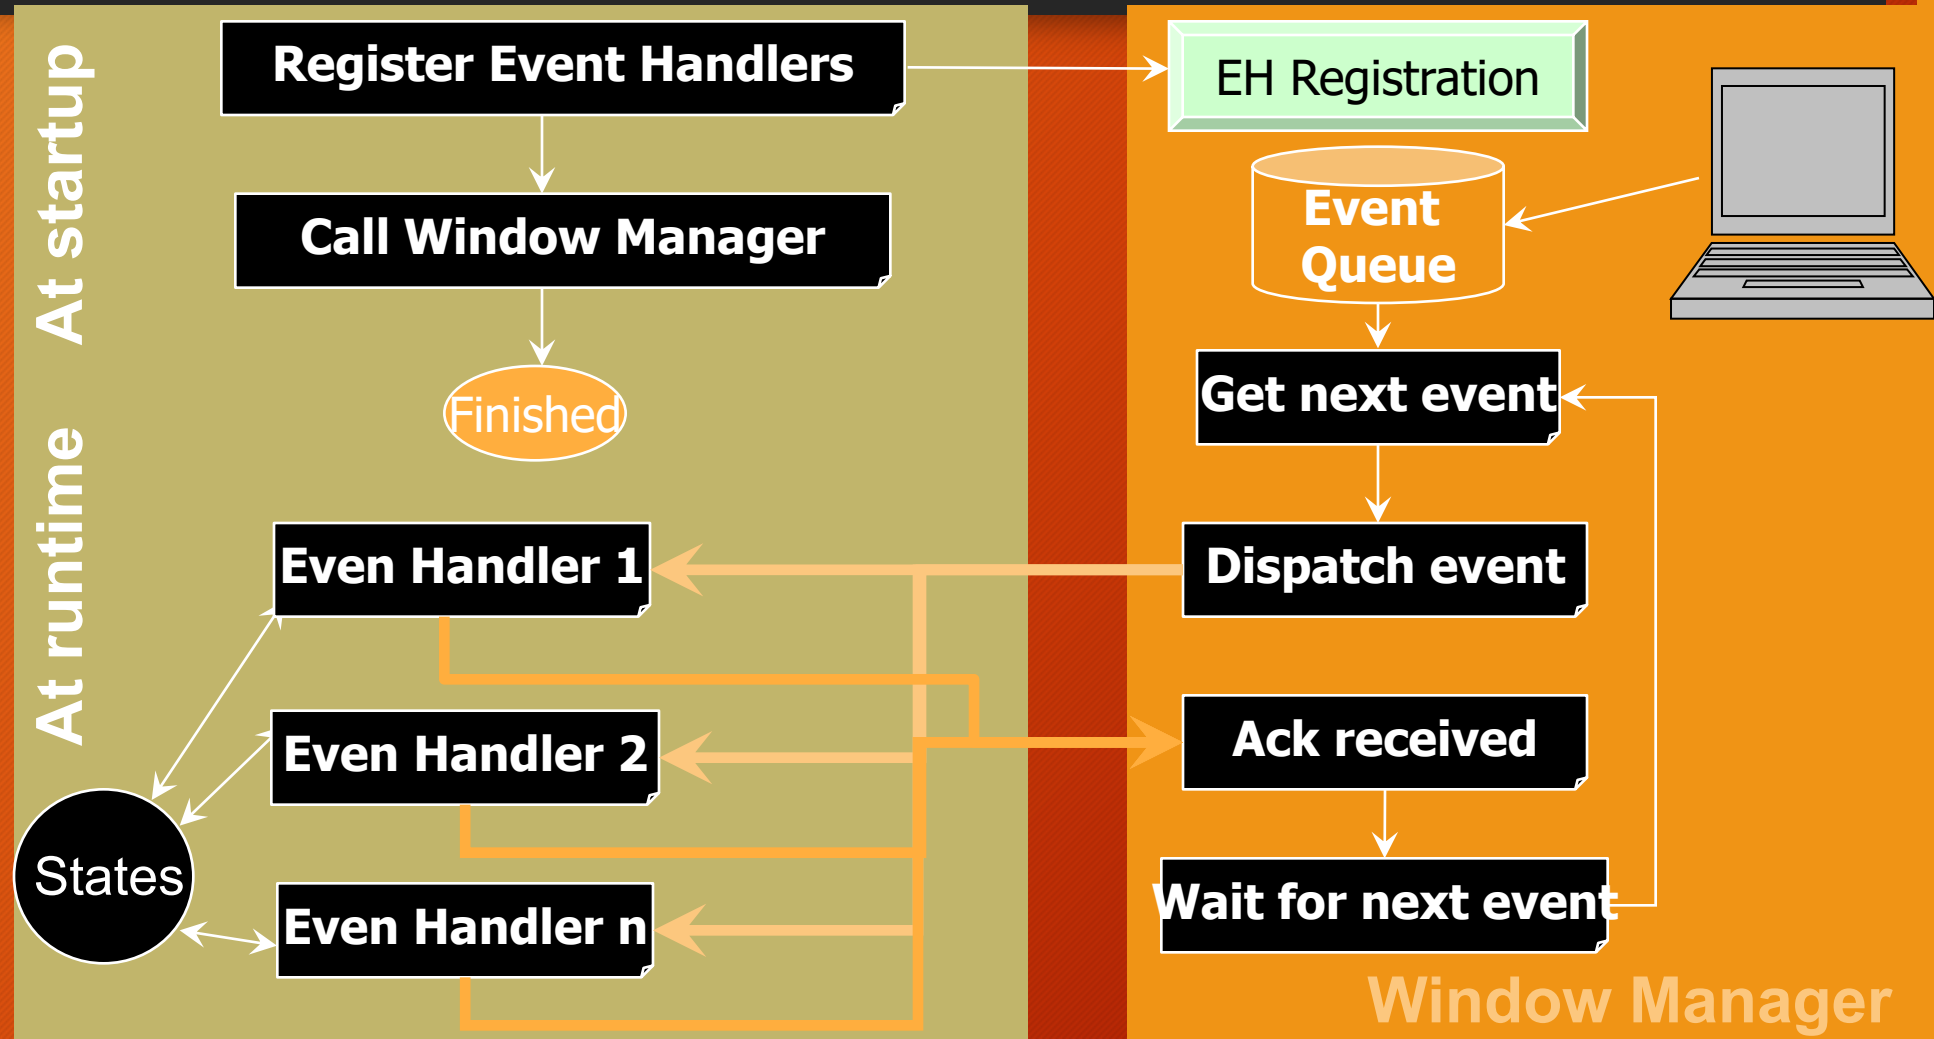 At startup
Register Event Handlers
Call Window Manager
Finished
At runtime
Even Handler 1
Even Handler 2
Even Handler n
States
EH Registration
Event
Queue
Get next event
Dispatch event
Ack received
Wait for next event
Window Manager